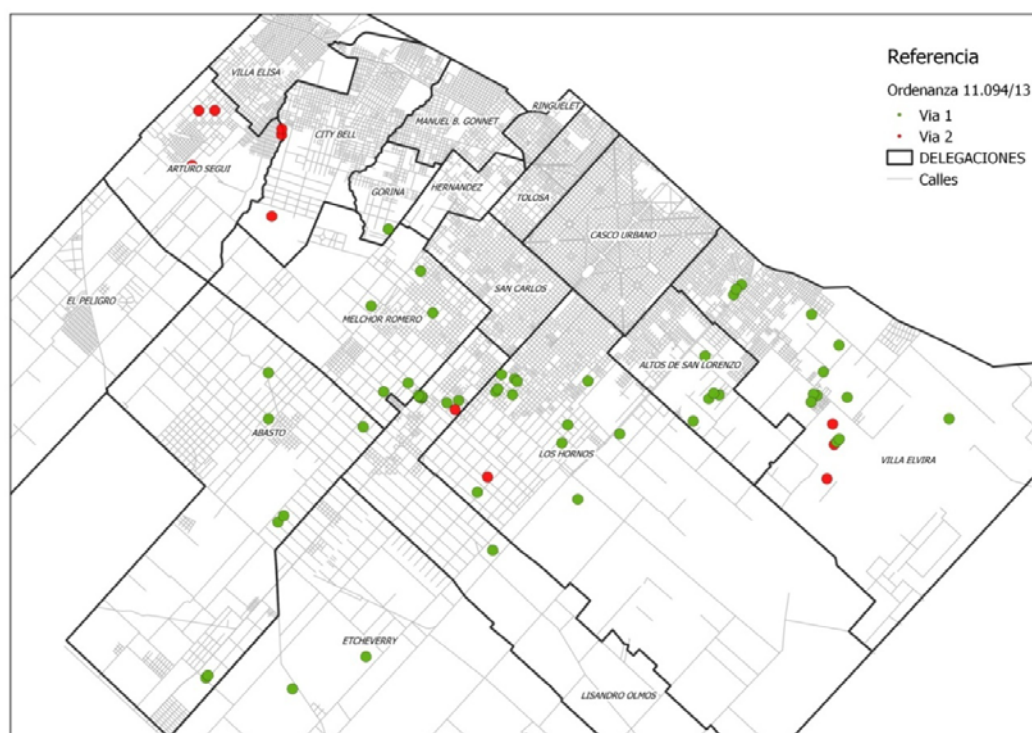 Referencia
Ordenanza 11.094/13
Via 1
Via 2
DELEGACIONES
Calles
VILLA ELISA
CITY BELL
MANUEL B. GONNET
RINGUELET
ARTURO SEGUI
GORINA
HERNANDEZ
TOLOSA
CASCO URBANO
EL PELIGRO
SAN CARLOS
MELCHOR ROMERO
ALTOS DE SAN LORENZO
ABASTO
LOS HORNOS
VILLA ELVIRA
ETCHEVERRY
LISANDRO OLMOS